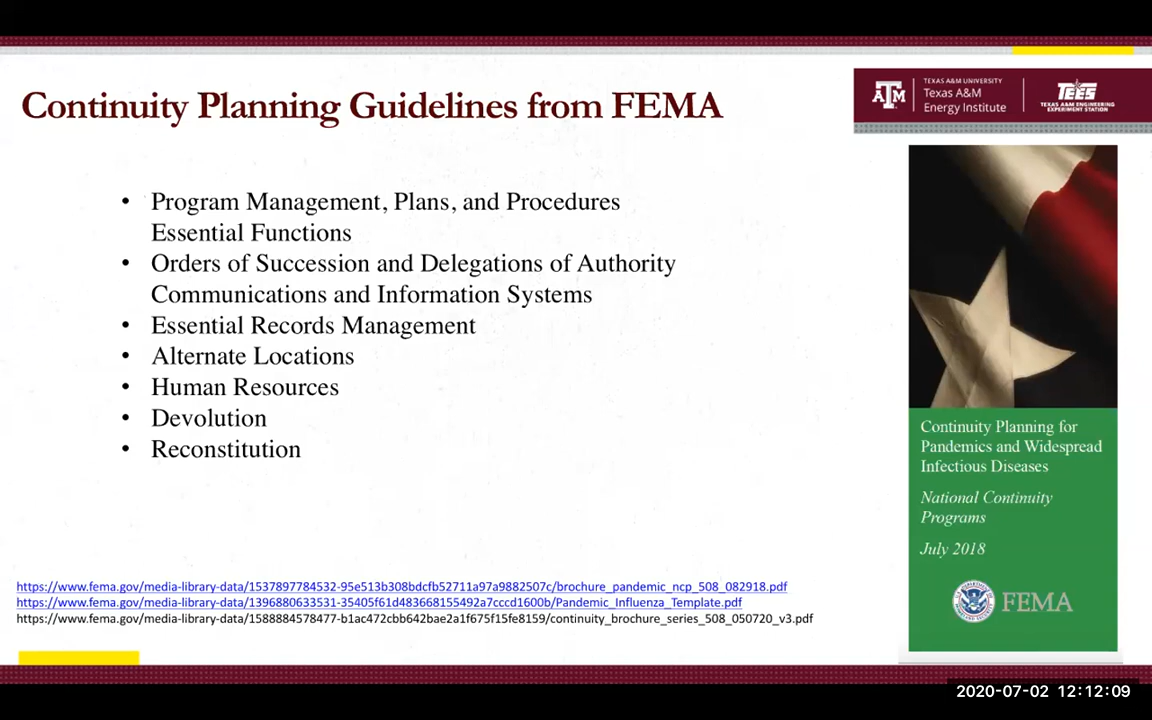 Continuity Planning Guidelines from FEMA
TEXAS A&M UNIVERSITY
Texas A&M
Energy Institute
TEES
TEXAS A&M ENGINEERING
EXPERIMENT STATION
• Program Management, Plans, and Procedures
Essential Functions
• Orders of Succession and Delegations of Authority
Communications and Information Systems
• Essential Records Management
• Alternate Locations
• Human Resources
• Devolution
• Reconstitution
Continuity Planning for
Pandemics and Widespread
Infectious Diseases
National Continuity
Programs
July 2018
FEMA
https://www.fema.gov/media-library-data/1537897784532-95e513b308bdcfb52711a97a9882507c/brochure_pandemic_ncp_508_082918.pdf
https://www.fema.gov/media-library-data/1396880633531-35405f61d483668155492a7cccd1600b/Pandemic_Influenza_Template.pdf
https://www.fema.gov/media-library-data/1588884578477-b1ac472cbb642bae2a1f675f15fe8159/continuity_brochure_series_508_050720_v3.pdf
2020-07-02 12:12:09